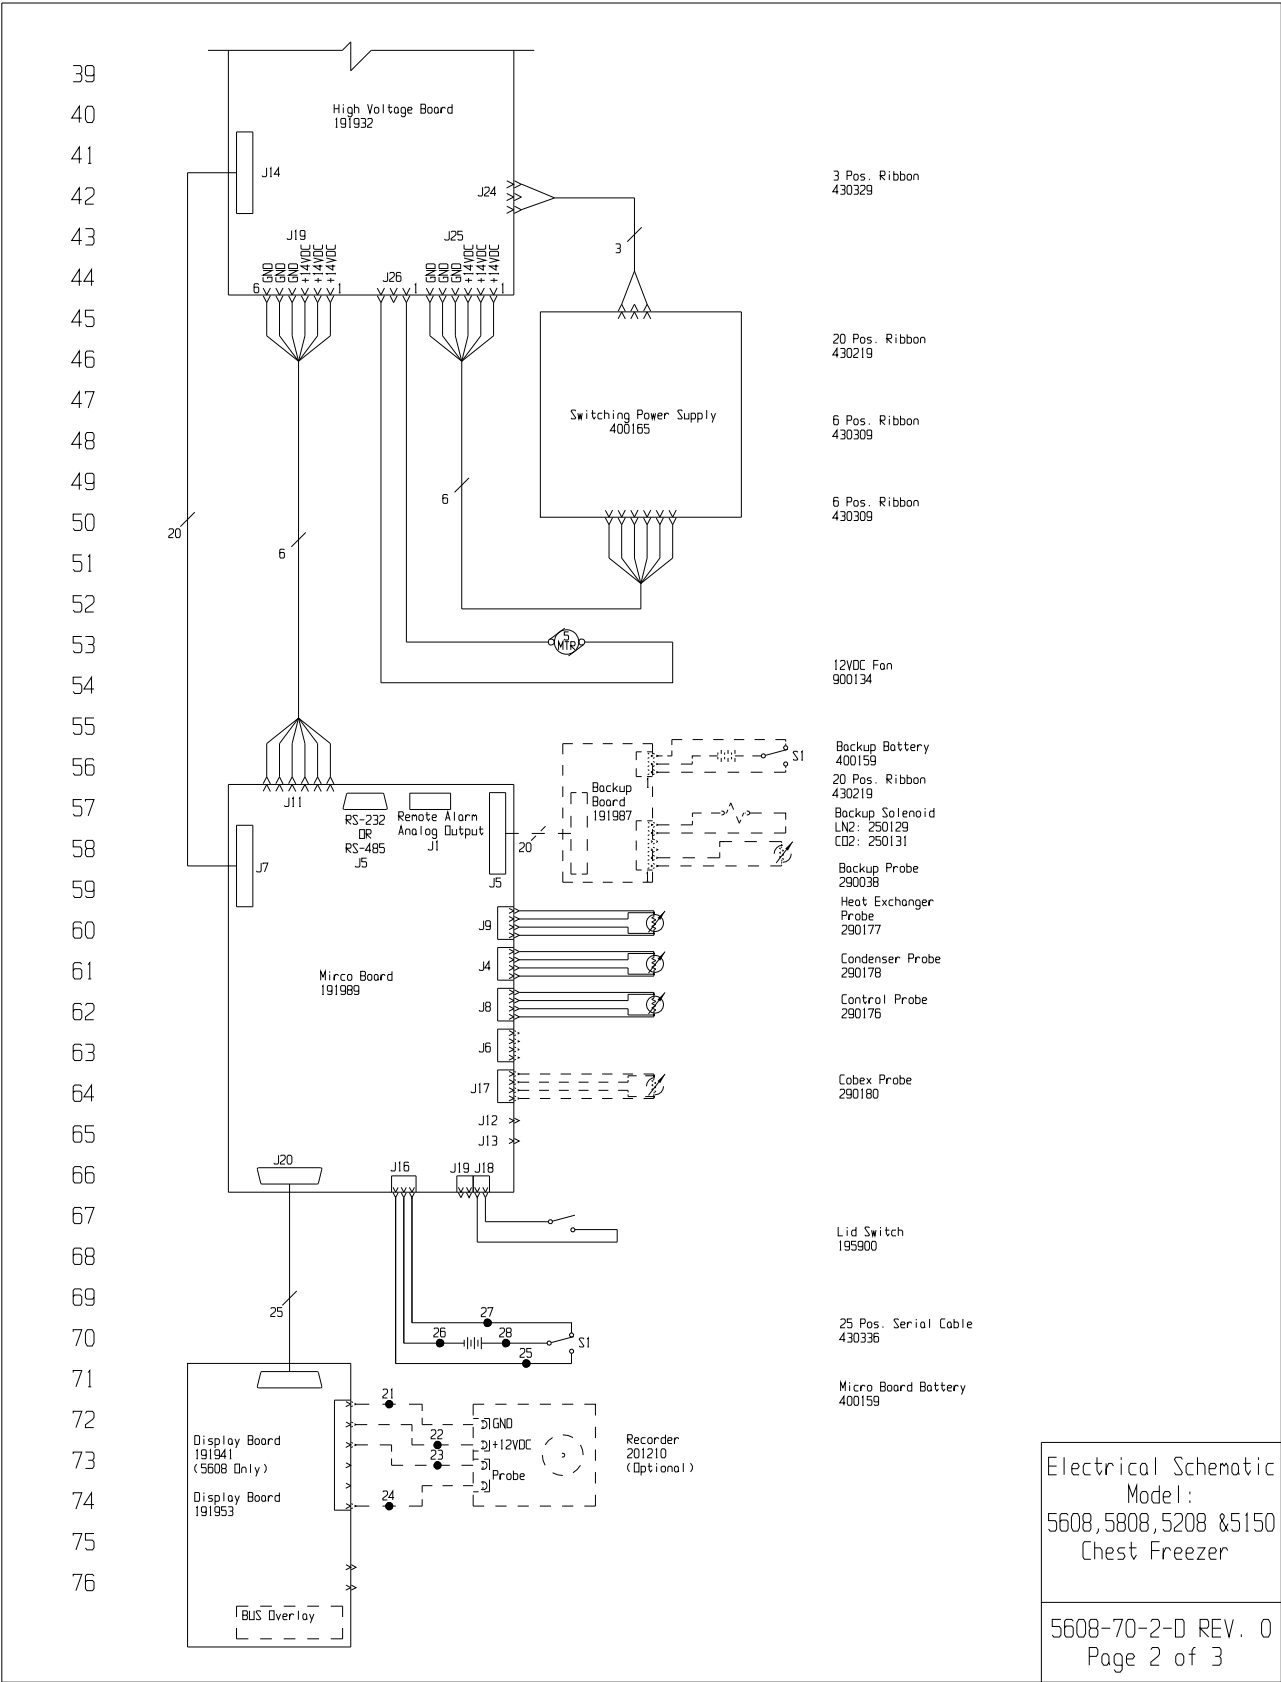 39
40
41
42
43
44
45
46
47
48
49
50
51
52
53
54
55
56
57
58
59
60
61
62
63
64
65
66
67
68
69
70
71
72
73
74
75
76
High Voltage Board
191932
J14
J24
J19
GND
GND
GND
+14VDC
+14VDC
+14VDC
6
1
J26
1
J25
GND
GND
GND
+14VDC
+14VDC
+14VDC
1
3
Switching Power Supply
400165
20
6
6
5
MTR
3 Pos. Ribbon
430329
20 Pos. Ribbon
430219
6 Pos. Ribbon
430309
6 Pos. Ribbon
430309
12VDC Fan
900134
J11
RS-232
OR
RS-485
J5
Remote Alarm
Analog Output
J1
J5
20
Backup
Board
191987
S1
Backup Battery
400159
20 Pos. Ribbon
430219
Backup Solenoid
LN2: 250129
CO2: 250131
Backup Probe
290038
Heat Exchanger
Probe
290177
Condenser Probe
290178
Control Probe
290176
Cobex Probe
290180
J7
J9
J4
J8
J6
J17
J12
J13
Mirco Board
191989
J20
J16
J19 J18
Lid Switch
195900
25
27
26
28
25
S1
25 Pos. Serial Cable
430336
Micro Board Battery
400159
21
22
23
24
GND
+12VDC
Probe
Recorder
201210
(Optional)
Display Board
191941
(5608 Only)
Display Board
191953
BUS Overlay
Electrical Schematic
Model:
5608,5808,5208 &5150
Chest Freezer
5608-70-2-D REV. 0
Page 2 of 3